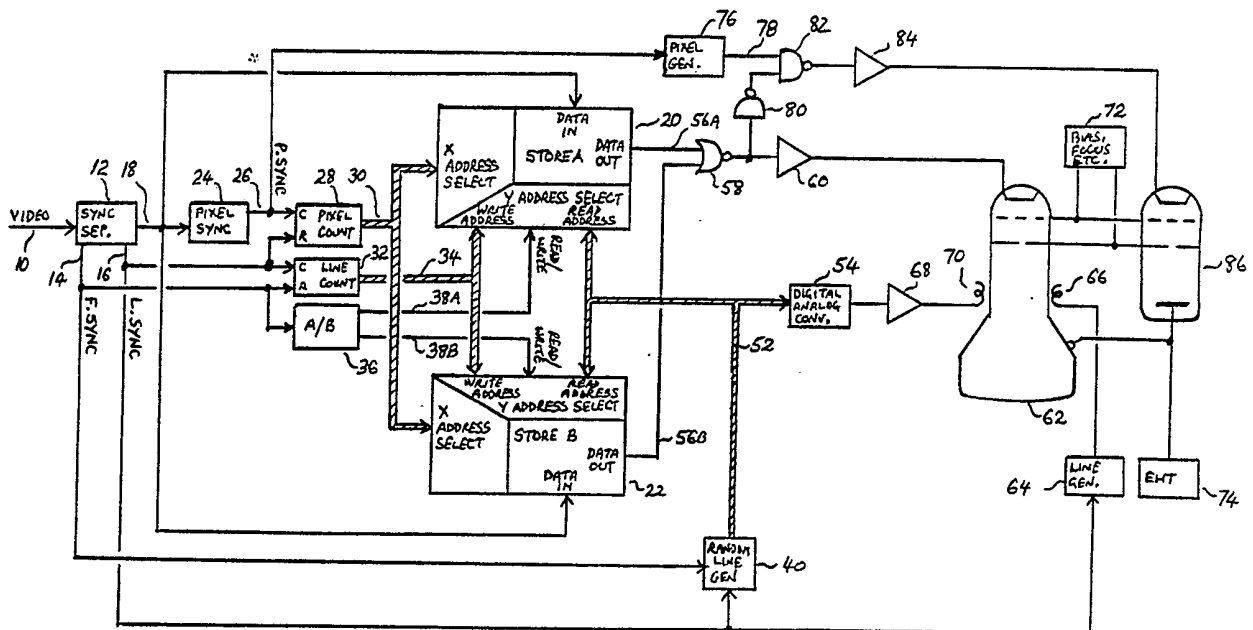 76
PIXEL
GEN.
78
82
84
12
18
24
26
P.SYNC
28
30
VIDEO
10
SYNC
SEP.
PIXEL
SYNC
C PIXEL
R COUNT
14
16
C LINE
R COUNT
32
34
A/B
36
38A
38B
F.SYNC
L.SYNC
X
ADDRESS
SELECT
DATA
IN
STORE A
DATA
OUT
Y ADDRESS SELECT
WRITE
ADDRESS
READ
ADDRESS
20
56A
58
80
60
READ/
WRITE
READ/
WRITE
WRITE
ADDRESS
READ
ADDRESS
Y ADDRESS SELECT
X
ADDRESS
SELECT
STORE B
DATA
OUT
DATA
IN
22
56B
52
54
DIGITAL
ANALOG
CONV.
68
70
72
BIAS,
FOCUS
ETC.
66
86
62
64
LINE
GEN.
EHT
74
RANDOM
LINE
GEN
40